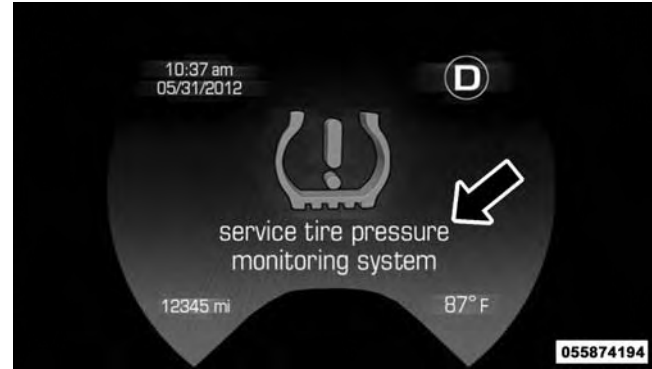 10:37 am
05/31/2012
D
service tire pressure
monitoring system
12345 mi
87° F
055874194